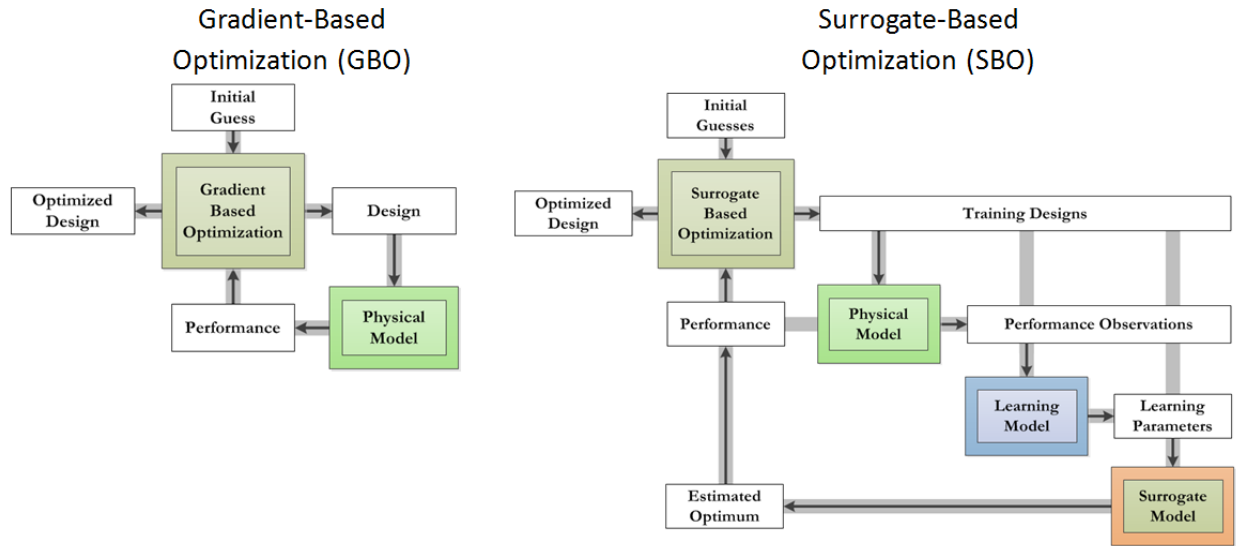 Gradient-Based
Optimization (GBO)
Initial
Guess
Optimized
Design
Gradient
Based
Optimization
Design
Performance
Physical
Model
Surrogate-Based
Optimization (SBO)
Initial
Guesses
Optimized
Design
Surrogate
Based
Optimization
Training Designs
Performance
Physical
Model
Performance Observations
Learning
Model
Learning
Parameters
Estimated
Optimum
Surrogate
Model